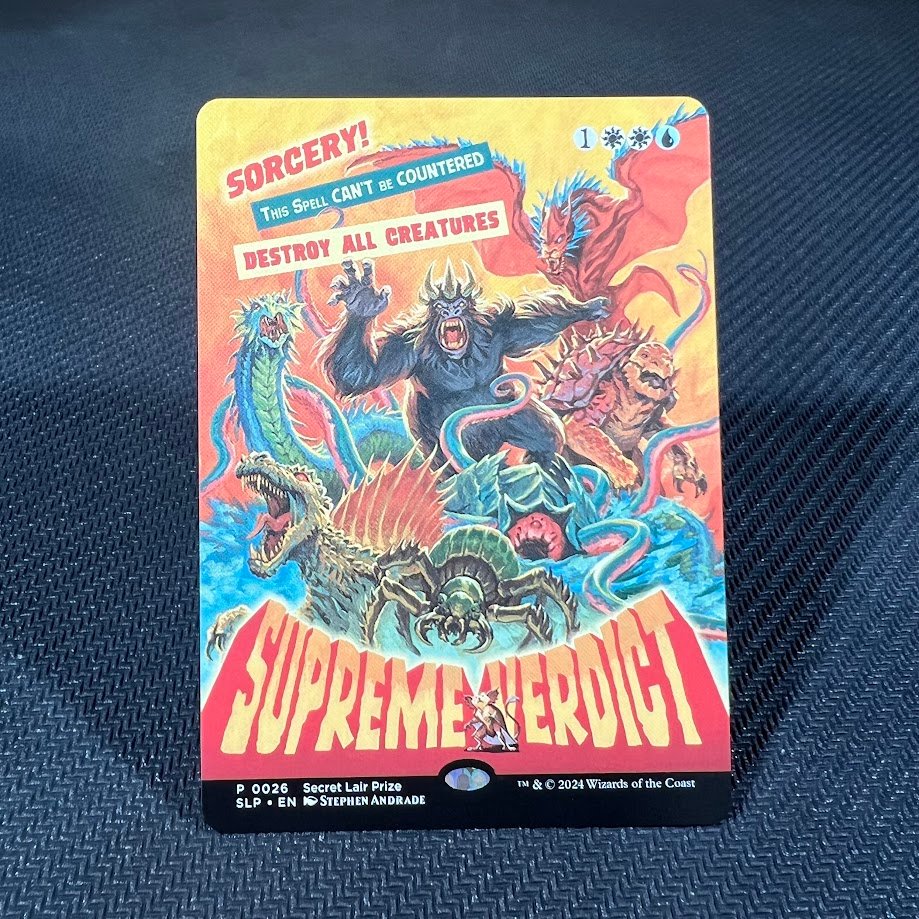 SORCERY!
1
THIS SPELL CAN'T BE COUNTERED
DESTROY ALL CREATURES
SUPREME VERDICT
P 0026 Secret Lair Prize
SLP • EN STEPHEN ANDRADE
™ & © 2024 Wizards of the Coast